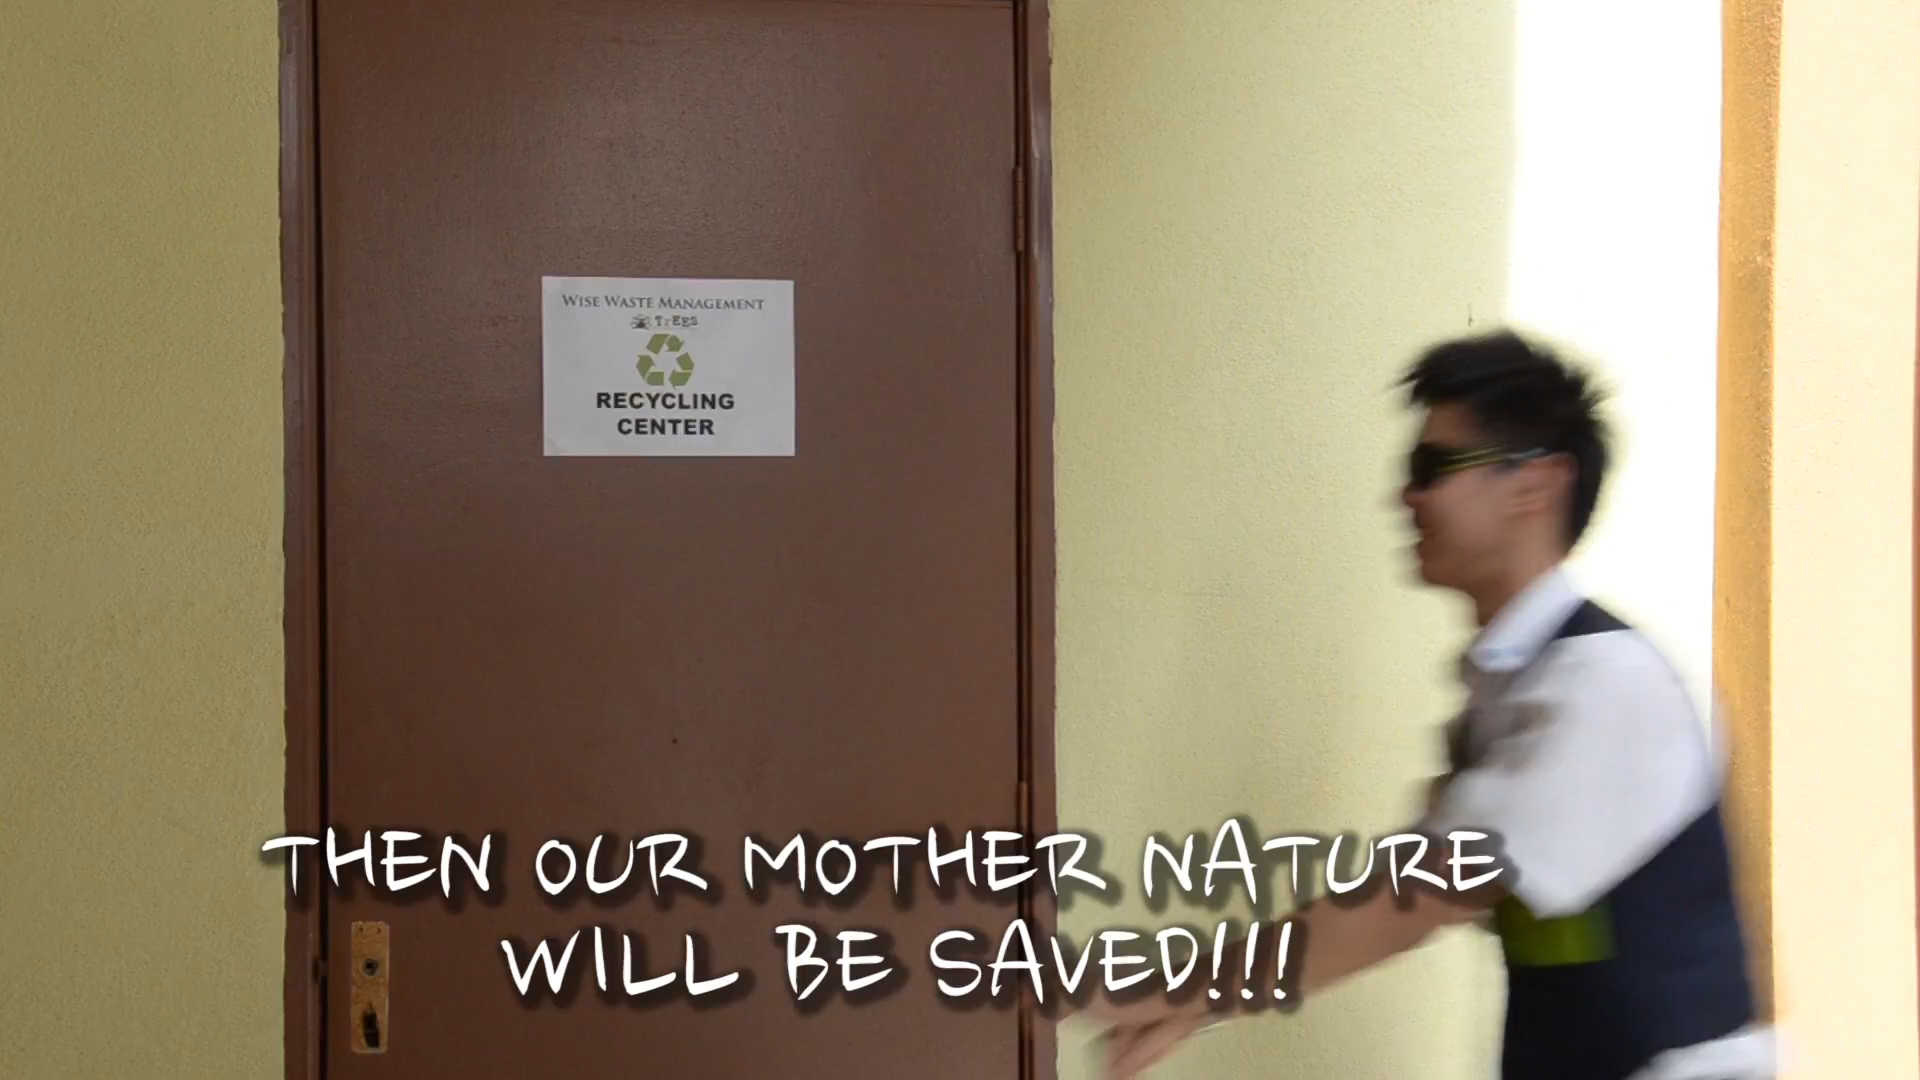 WISE WASTE MANAGEMENT
TrEES
RECYCLING
CENTER
THEN OUR MOTHER NATURE
WILL BE SAVED!!!